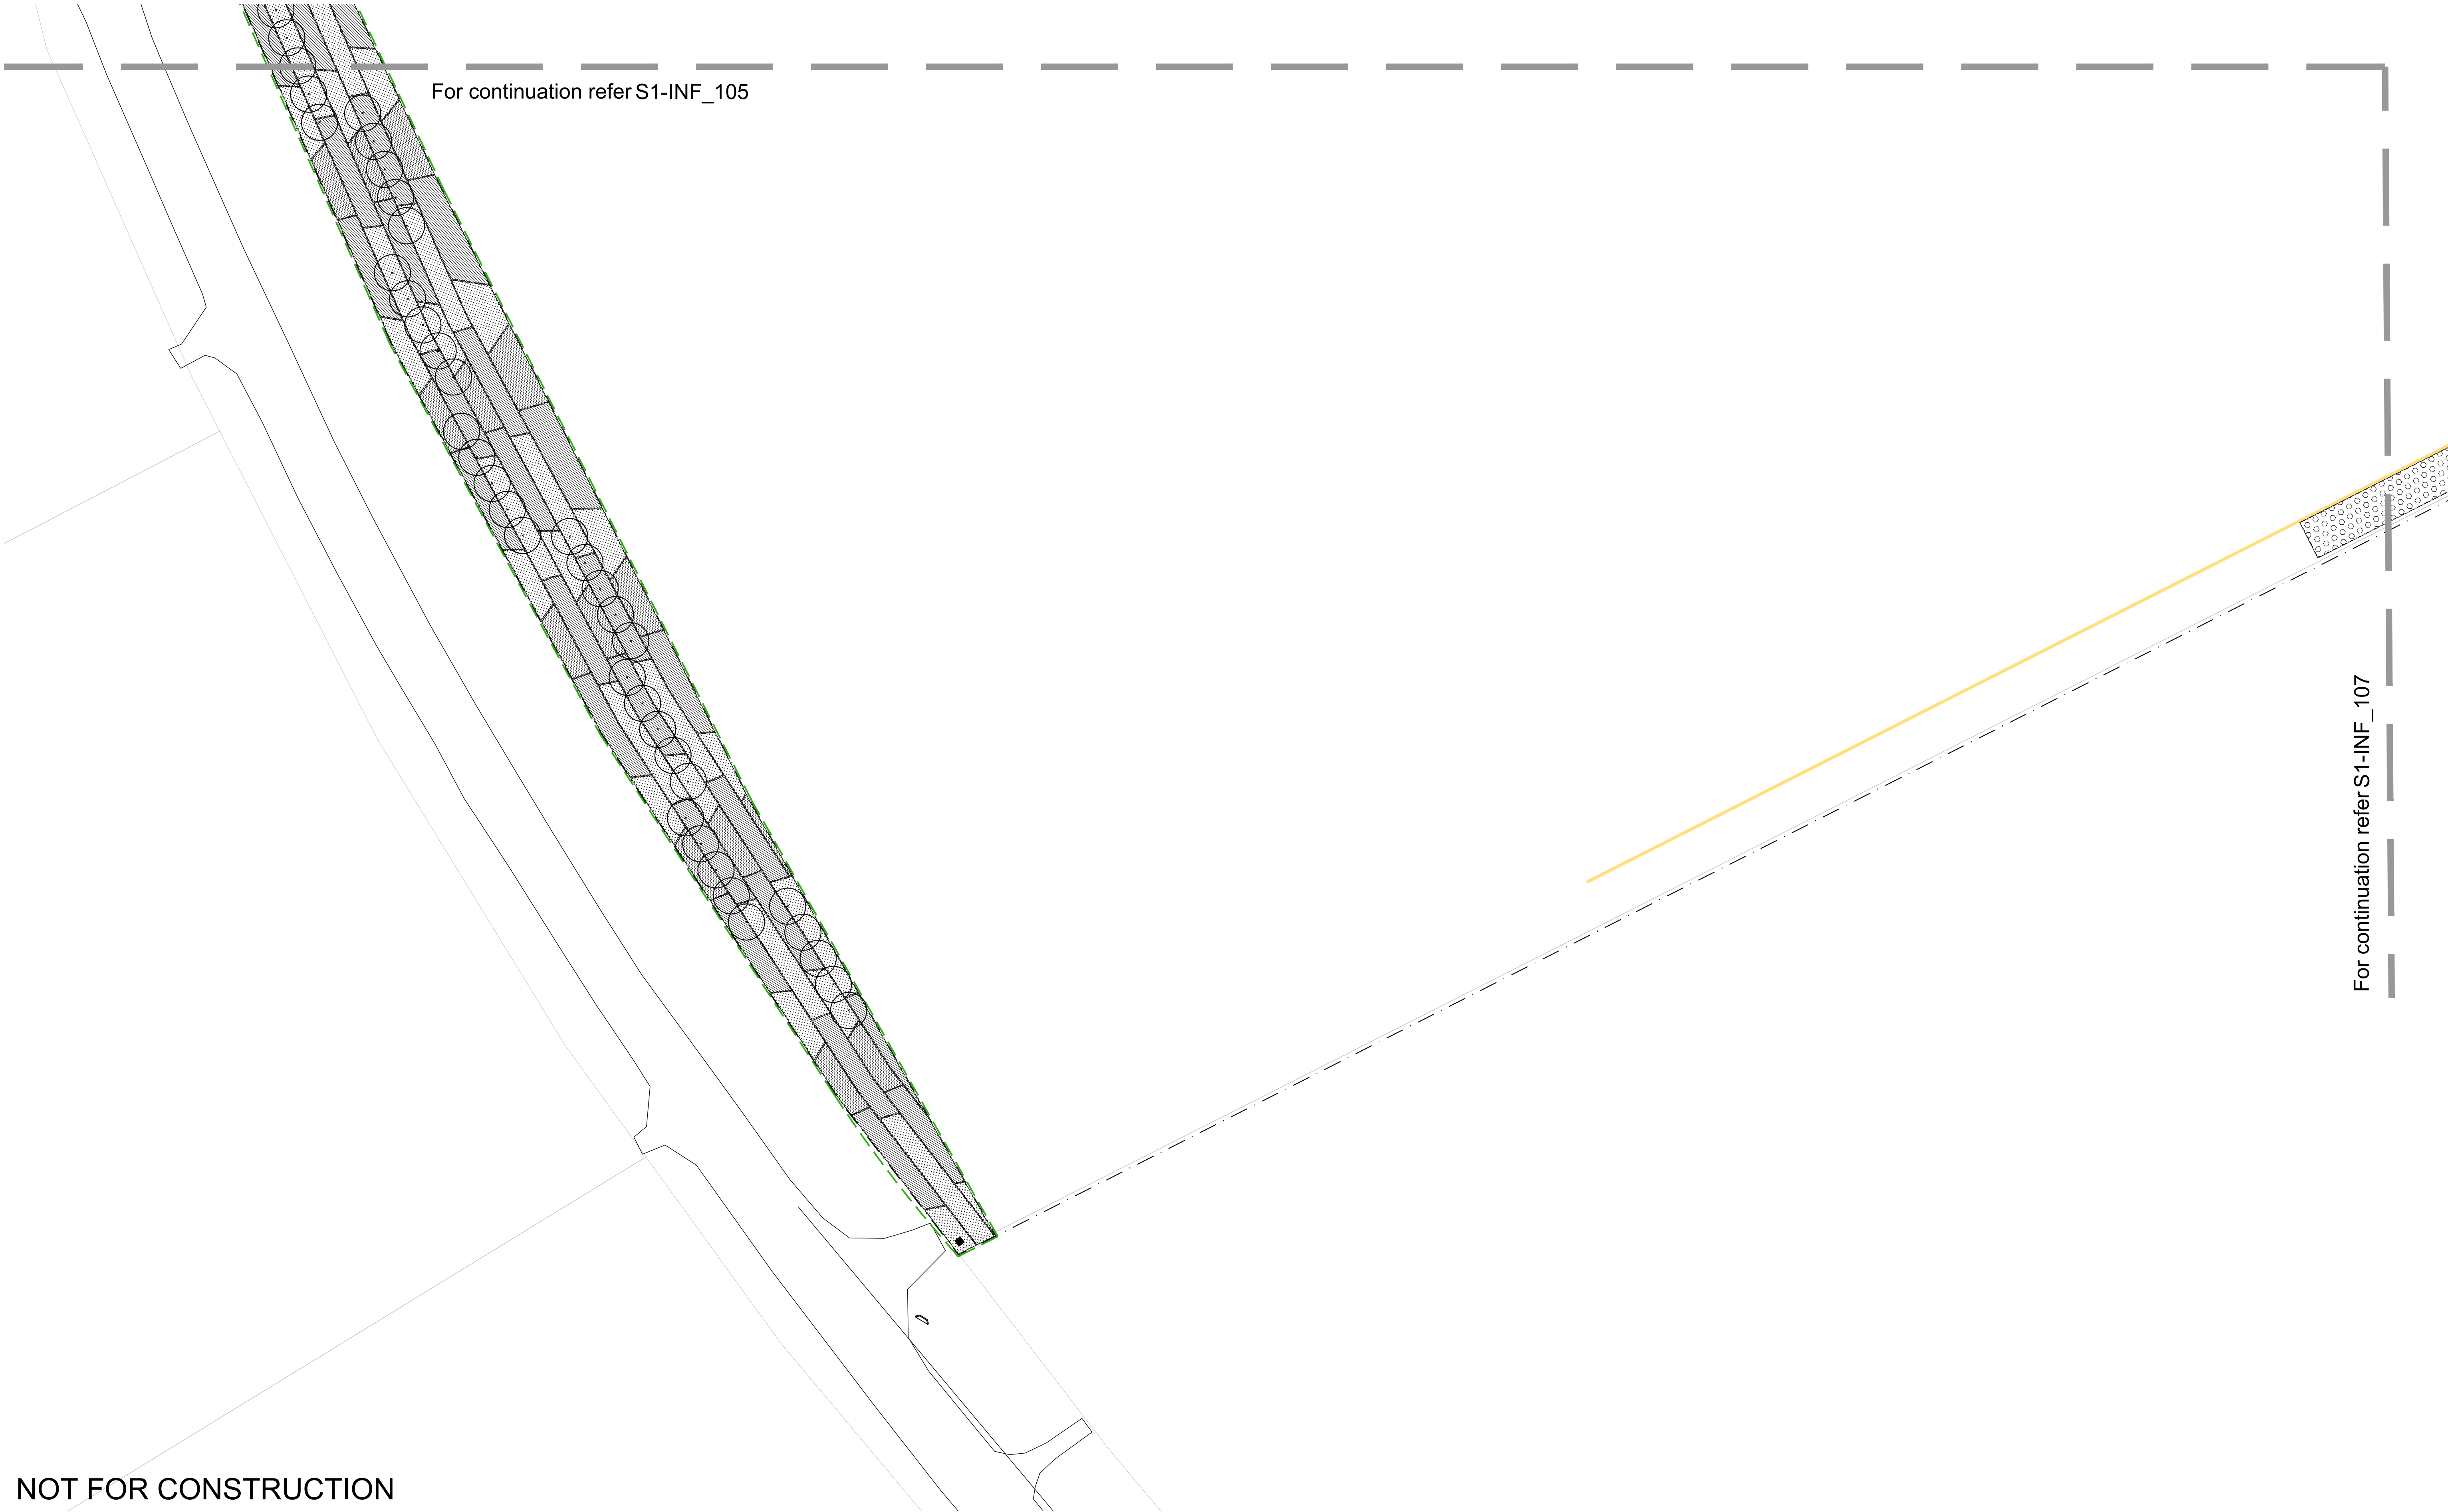 For continuation refer S1-INF_105
For continuation refer S1-INF_107
NOT FOR CONSTRUCTION